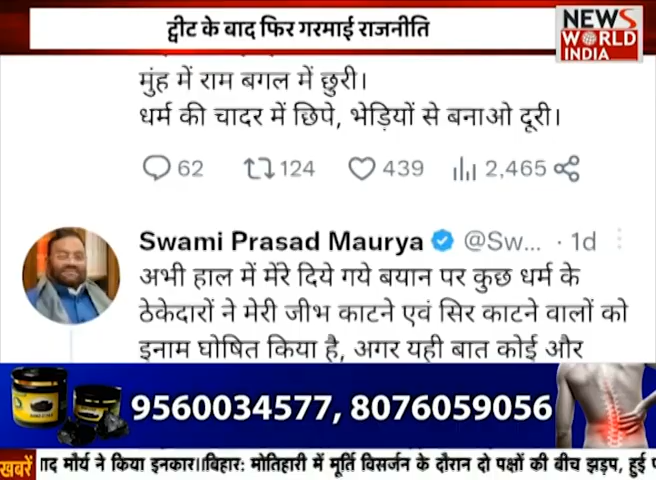 ट्वीट के बाद फिर गरमाई राजनीति
NEWS
WORLD
INDIA
मुंह में राम बगल में छुरी।
धर्म की चादर में छिपे, भेड़ियों से बनाओ दूरी।
62 124 439 2,465
Swami Prasad Maurya @Sw... · 1d
अभी हाल में मेरे दिये गये बयान पर कुछ धर्म के
ठेकेदारों ने मेरी जीभ काटने एवं सिर काटने वालों को
इनाम घोषित किया है, अगर यही बात कोई और
9560034577, 8076059056
खबरें ाद मौर्य ने किया इनकार।।बिहार: मोतिहारी में मूर्ति विसर्जन के दौरान दो पक्षों की बीच झड़प, हुई